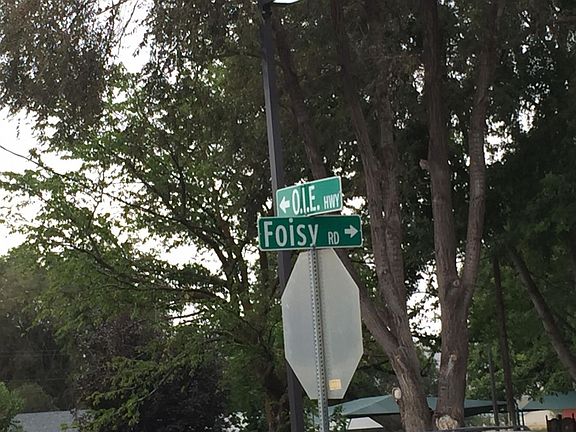 ← O.I.E. HWY
Foisy RD →